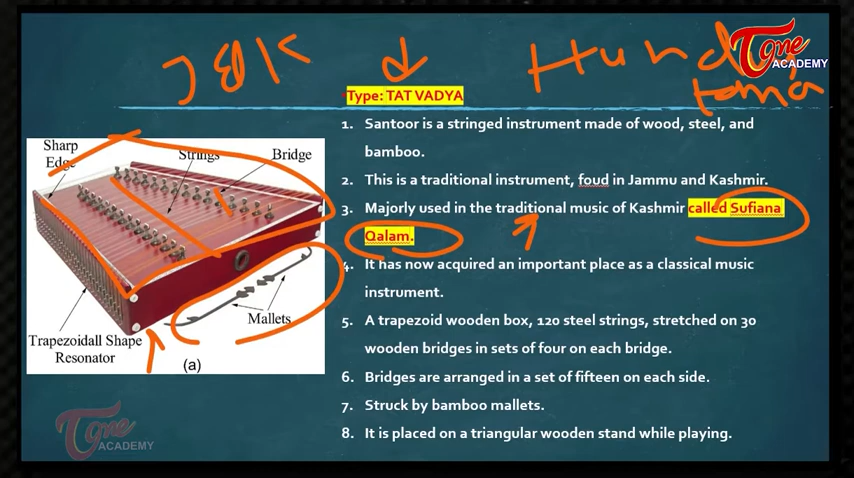 J&K
Hund
Tone
ACADEMY
tama
Type: TAT VADYA
1. Santoor is a stringed instrument made of wood, steel, and
bamboo.
2. This is a traditional instrument, foud in Jammu and Kashmir.
3. Majorly used in the traditional music of Kashmir called Sufiana
Qalam.
4. It has now acquired an important place as a classical music
instrument.
5. A trapezoid wooden box, 120 steel strings, stretched on 30
wooden bridges in sets of four on each bridge.
6. Bridges are arranged in a set of fifteen on each side.
7. Struck by bamboo mallets.
8. It is placed on a triangular wooden stand while playing.
Sharp
Edge
Strings
Bridge
Mallets
Trapezoidall Shape
Resonator
(a)
Tone
ACADEMY